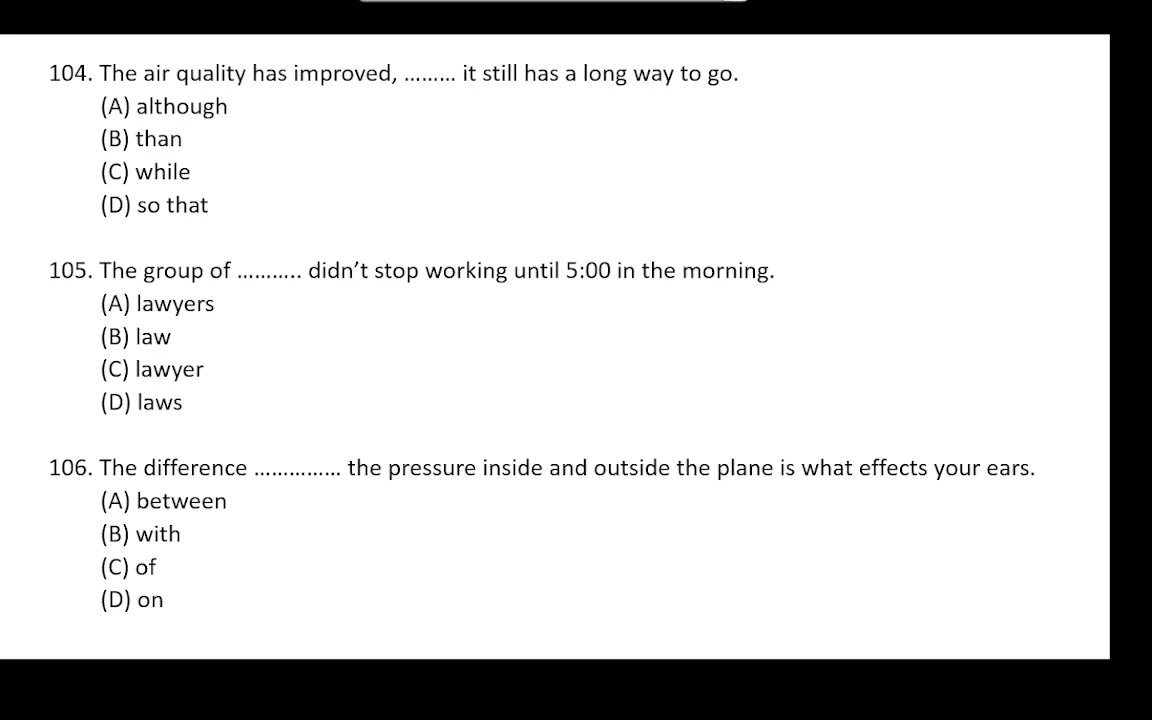 104. The air quality has improved, ......... it still has a long way to go.
(A) although
(B) than
(C) while
(D) so that
105. The group of ........... didn’t stop working until 5:00 in the morning.
(A) lawyers
(B) law
(C) lawyer
(D) laws
106. The difference ............... the pressure inside and outside the plane is what effects your ears.
(A) between
(B) with
(C) of
(D) on